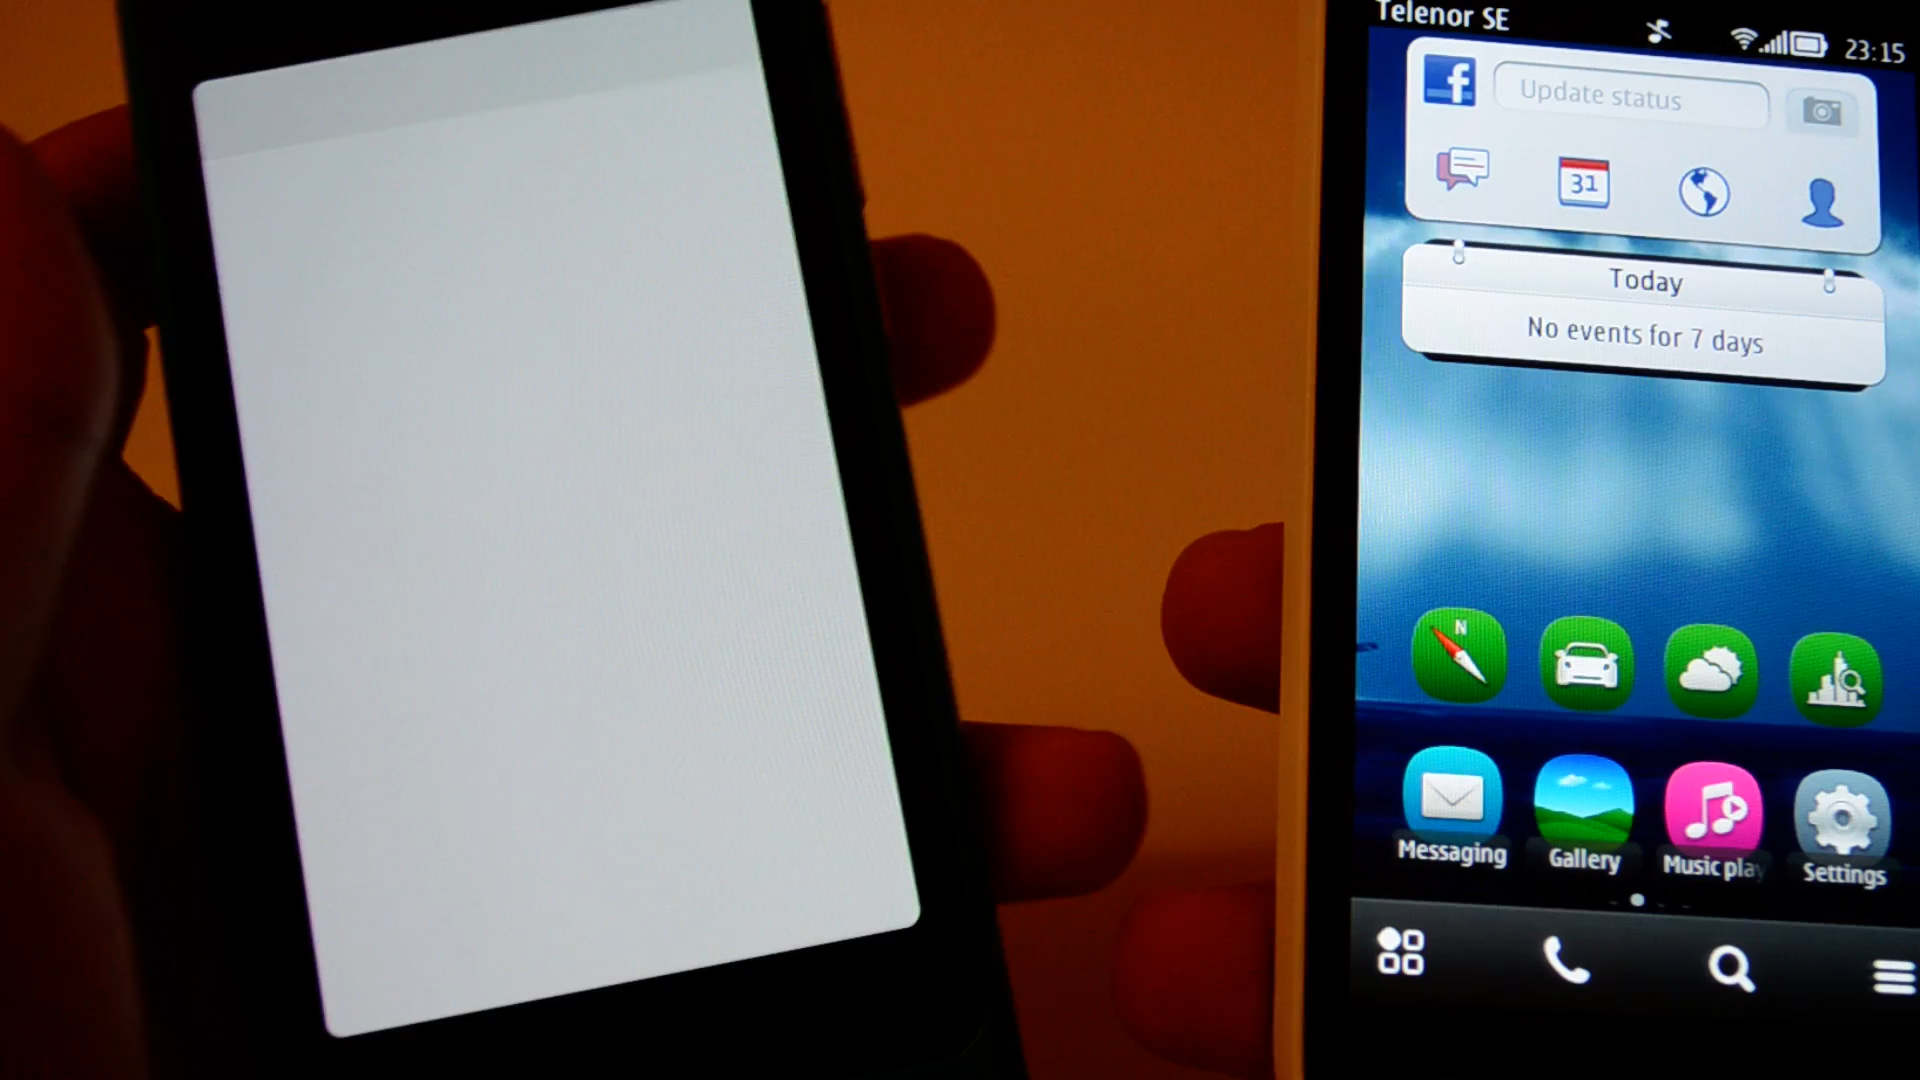 Telenor SE
23:15
f
Update status
31
Today
No events for 7 days
N
Messaging
Gallery
Music play
Settings